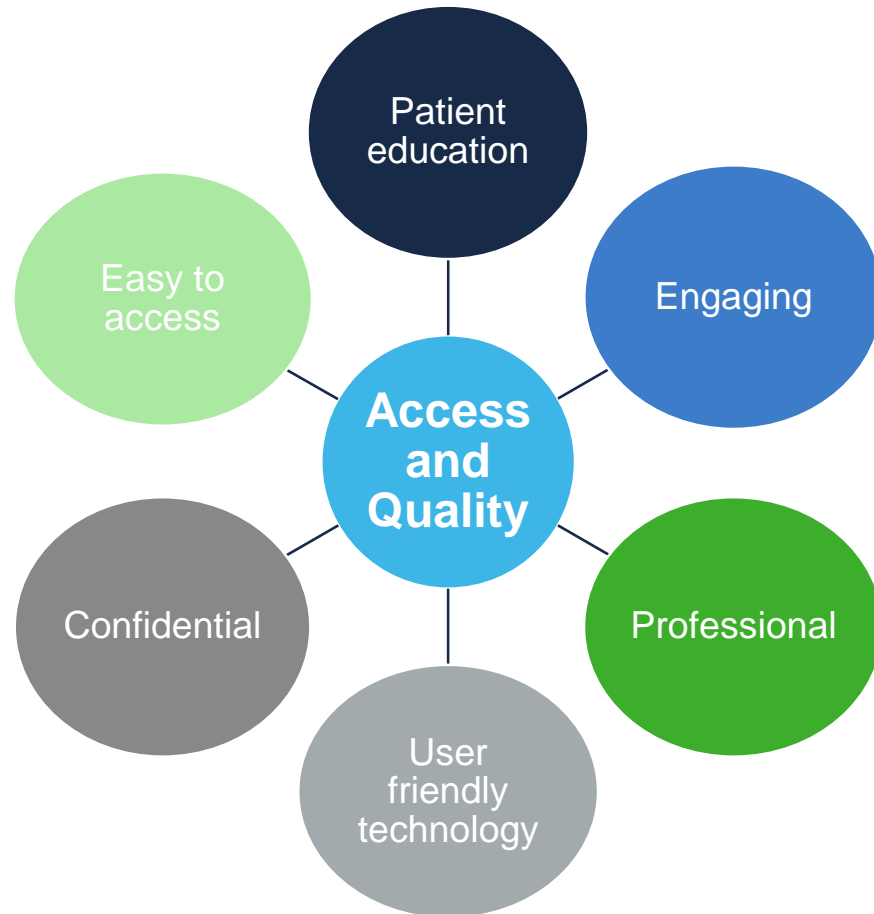 Patient
education
Easy to
access
Engaging
Access
and
Quality
Confidential
Professional
User
friendly
technology